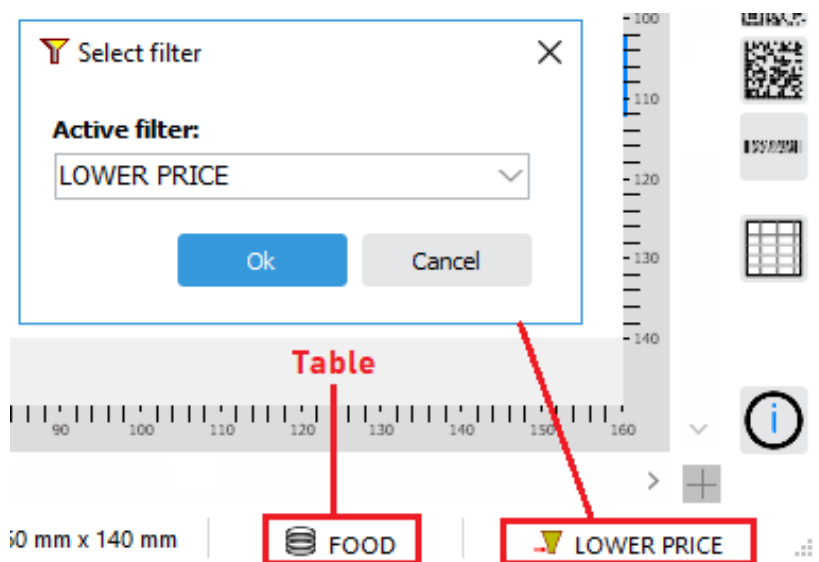 100
Select filter
110
Active filter:
LOWER PRICE
120
Ok
Cancel
130
140
Table
90 100 110 120 130 140 150 160
i
60 mm x 140 mm
FOOD
LOWER PRICE